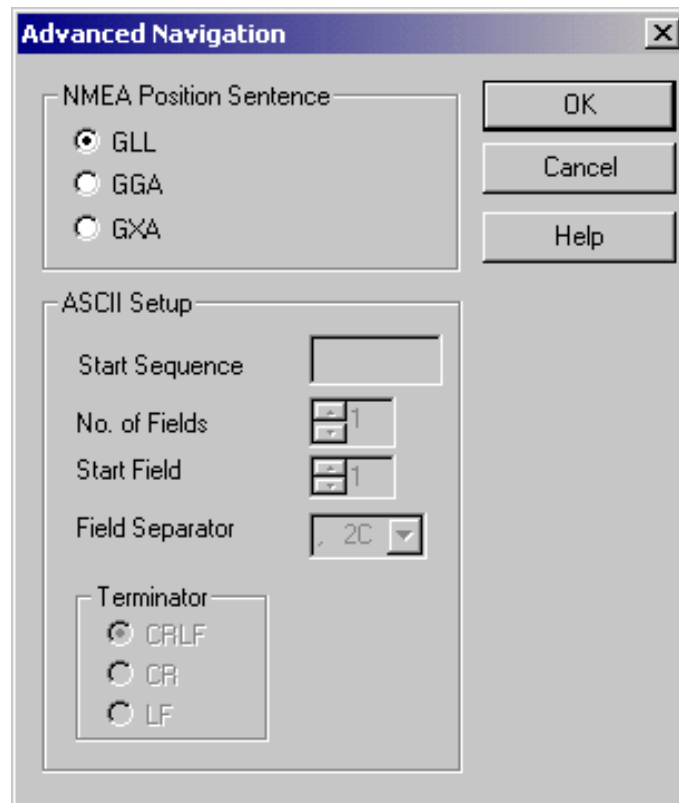 Advanced Navigation
NMEA Position Sentence
GLL
GGA
GXA
OK
Cancel
Help
ASCII Setup
Start Sequence
No. of Fields 1
Start Field 1
Field Separator , 2C
Terminator
CRLF
CR
LF